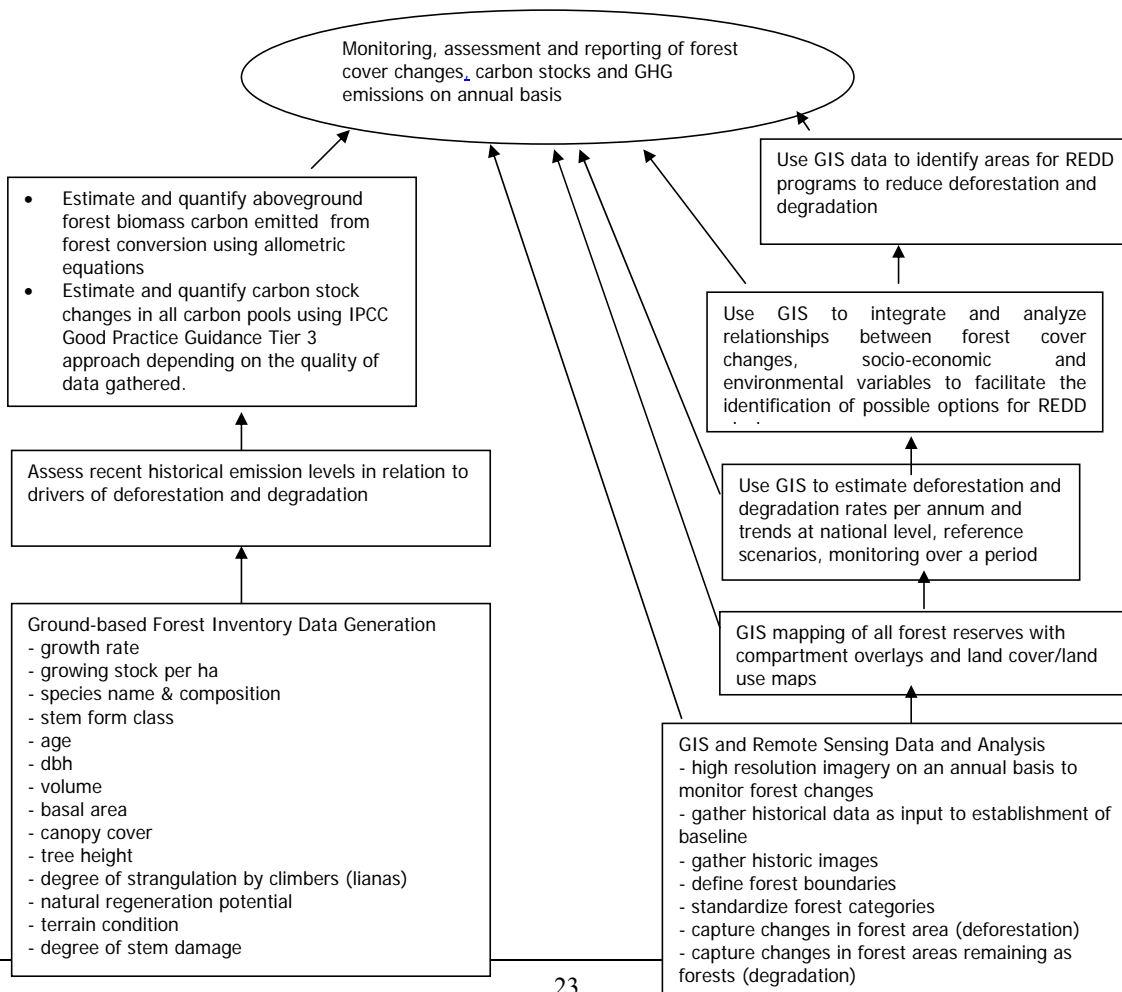 Monitoring, assessment and reporting of forest
cover changes, carbon stocks and GHG
emissions on annual basis
Use GIS data to identify areas for REDD
programs to reduce deforestation and
degradation
• Estimate and quantify aboveground
forest biomass carbon emitted from
forest conversion using allometric
equations
• Estimate and quantify carbon stock
changes in all carbon pools using IPCC
Good Practice Guidance Tier 3
approach depending on the quality of
data gathered.
Use GIS to integrate and analyze
relationships between forest cover
changes, socio-economic and
environmental variables to facilitate the
identification of possible options for REDD
Assess recent historical emission levels in relation to
drivers of deforestation and degradation
Use GIS to estimate deforestation and
degradation rates per annum and
trends at national level, reference
scenarios, monitoring over a period
Ground-based Forest Inventory Data Generation
- growth rate
- growing stock per ha
- species name & composition
- stem form class
- age
- dbh
- volume
- basal area
- canopy cover
- tree height
- degree of strangulation by climbers (lianas)
- natural regeneration potential
- terrain condition
- degree of stem damage
GIS mapping of all forest reserves with
compartment overlays and land cover/land
use maps
GIS and Remote Sensing Data and Analysis
- high resolution imagery on an annual basis to
monitor forest changes
- gather historical data as input to establishment of
baseline
- gather historic images
- define forest boundaries
- standardize forest categories
- capture changes in forest area (deforestation)
- capture changes in forest areas remaining as
forests (degradation)
23